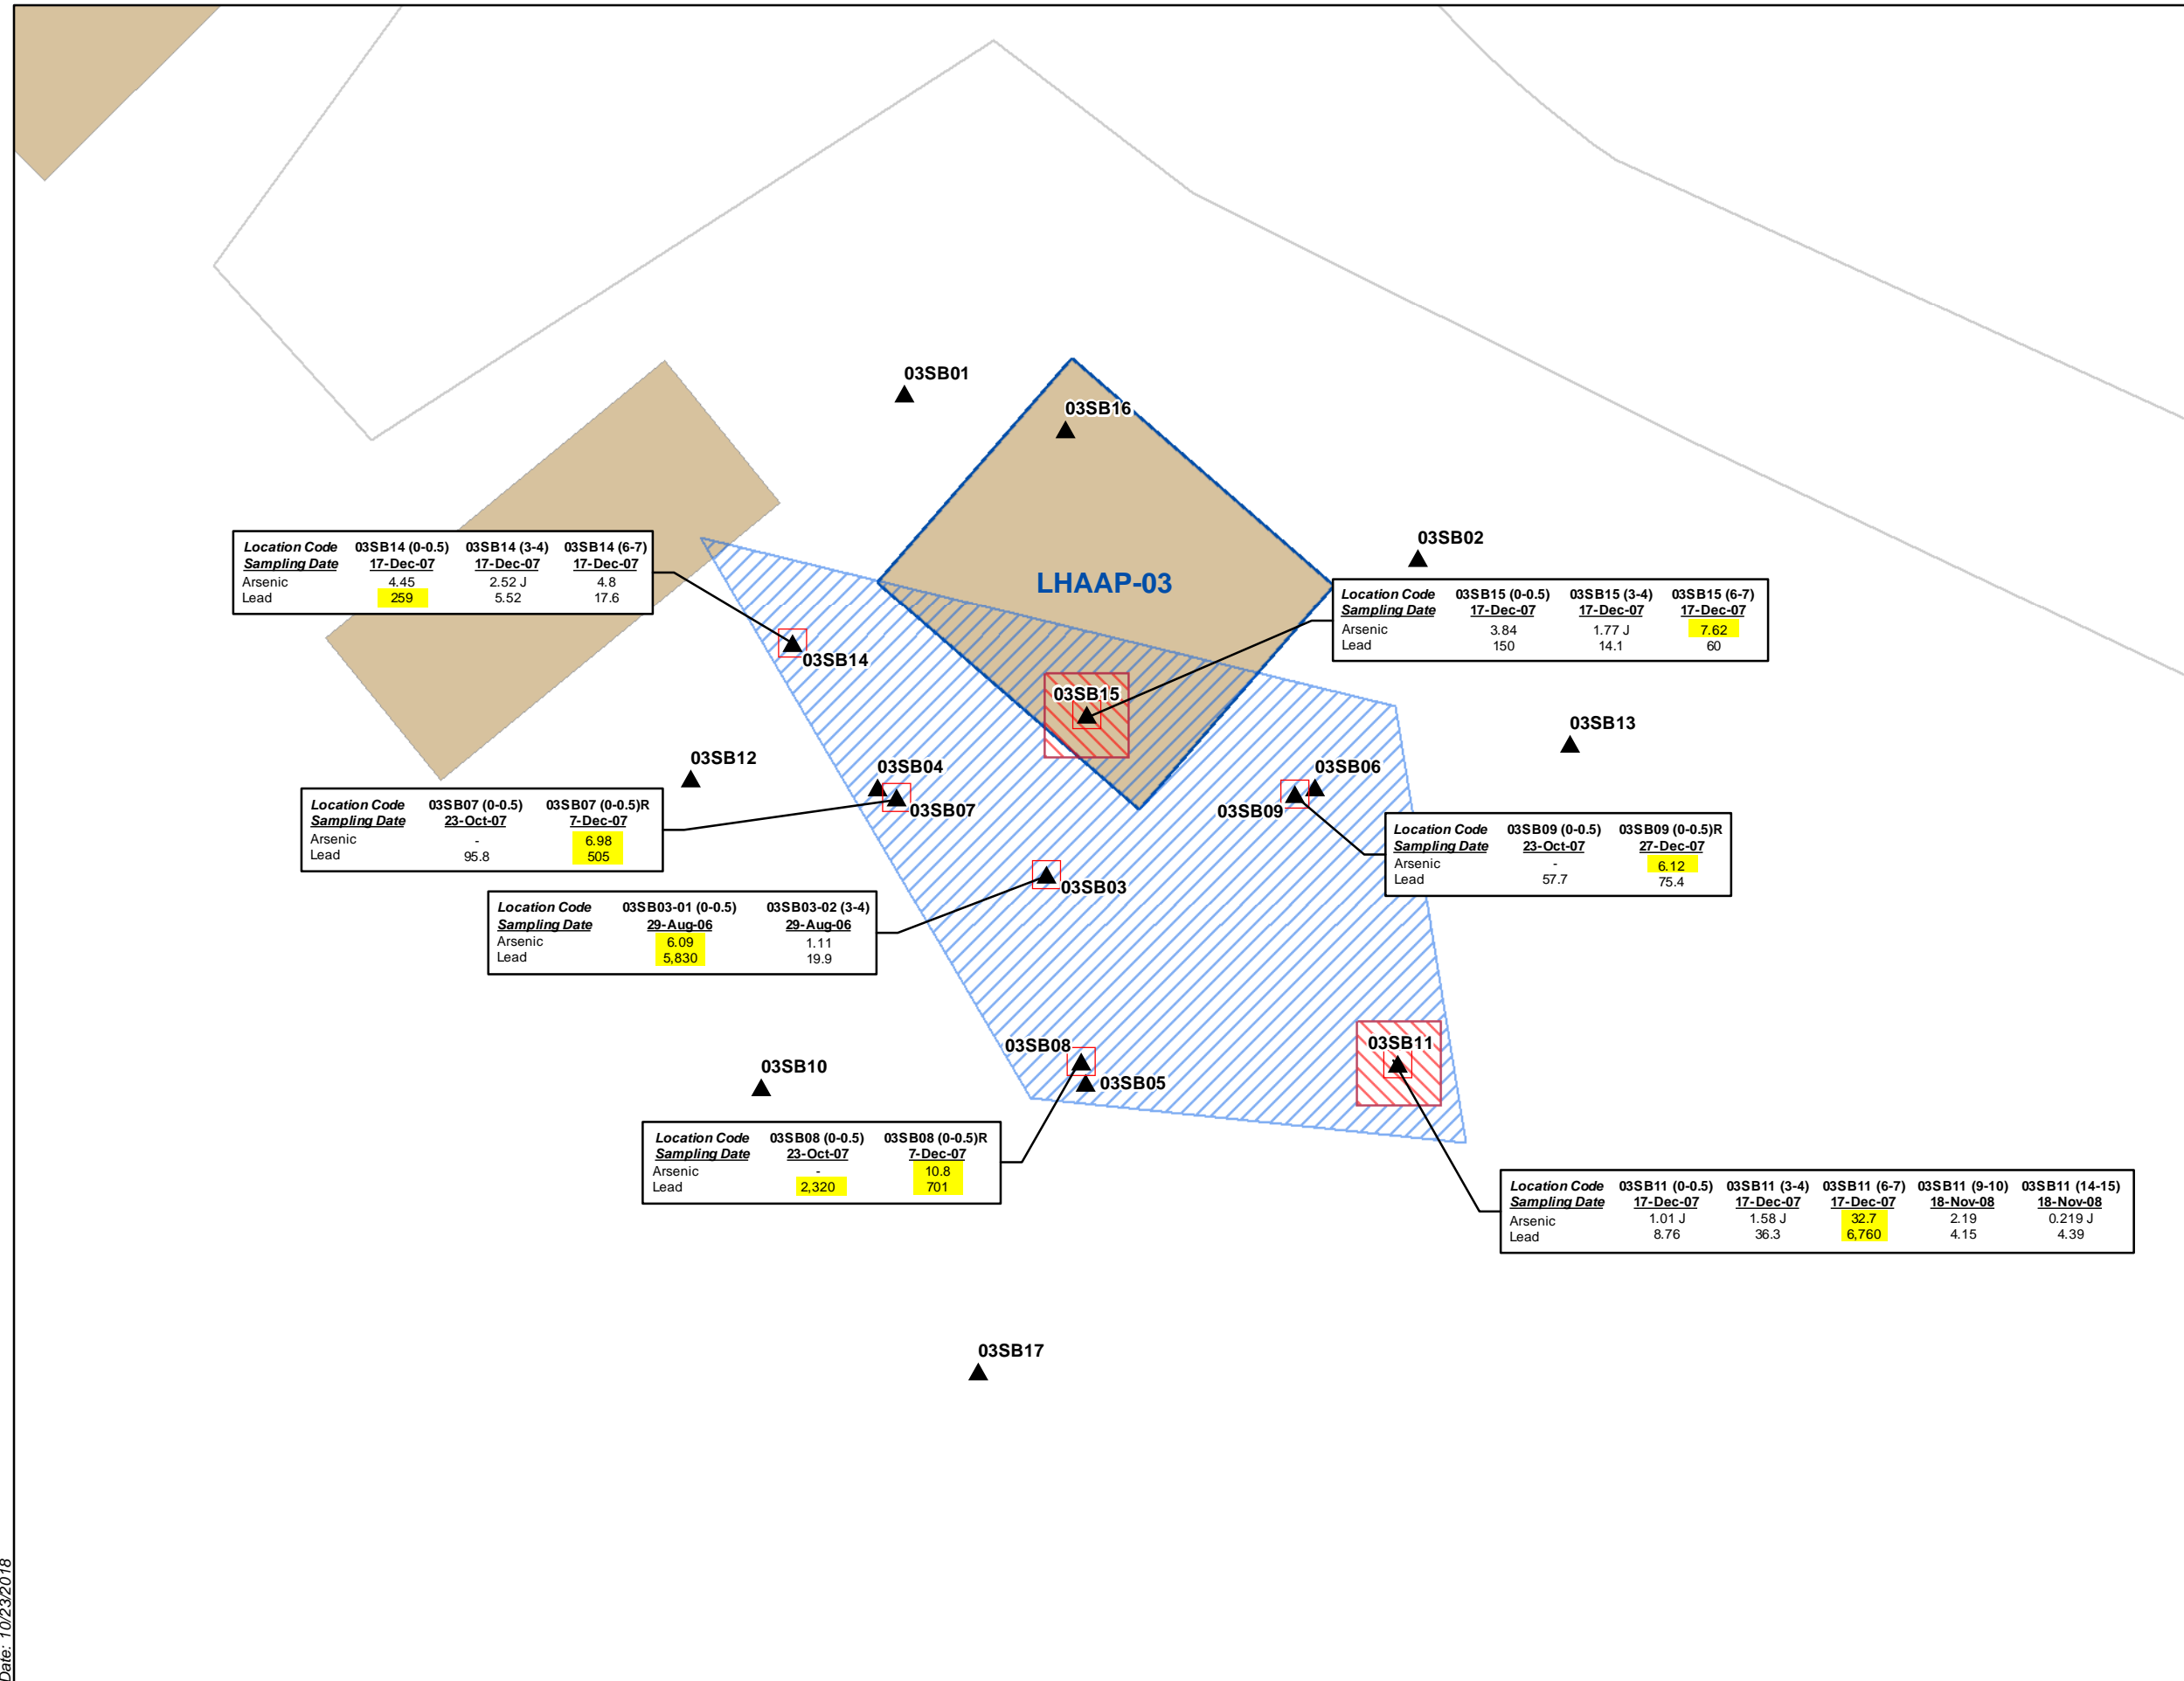 03SB01
03SB16
03SB02
LHAAP-03
Location Code 03SB14 (0-0.5) 03SB14 (3-4) 03SB14 (6-7)
Sampling Date 17-Dec-07 17-Dec-07 17-Dec-07
Arsenic 4.45 2.52 J 4.8
Lead 259 5.52 17.6
Location Code 03SB15 (0-0.5) 03SB15 (3-4) 03SB15 (6-7)
Sampling Date 17-Dec-07 17-Dec-07 17-Dec-07
Arsenic 3.84 1.77 J 7.62
Lead 150 14.1 60
03SB14
03SB15
03SB13
03SB12
03SB04
03SB06
03SB07
03SB09
Location Code 03SB07 (0-0.5) 03SB07 (0-0.5)R
Sampling Date 23-Oct-07 7-Dec-07
Arsenic - 6.98
Lead 95.8 505
Location Code 03SB09 (0-0.5) 03SB09 (0-0.5)R
Sampling Date 23-Oct-07 27-Dec-07
Arsenic - 6.12
Lead 57.7 75.4
03SB03
Location Code 03SB03-01 (0-0.5) 03SB03-02 (3-4)
Sampling Date 29-Aug-06 29-Aug-06
Arsenic 6.09 1.11
Lead 5,830 19.9
03SB08
03SB11
03SB10
03SB05
Location Code 03SB08 (0-0.5) 03SB08 (0-0.5)R
Sampling Date 23-Oct-07 7-Dec-07
Arsenic - 10.8
Lead 2,320 701
Location Code 03SB11 (0-0.5) 03SB11 (3-4) 03SB11 (6-7) 03SB11 (9-10) 03SB11 (14-15)
Sampling Date 17-Dec-07 17-Dec-07 17-Dec-07 18-Nov-08 18-Nov-08
Arsenic 1.01 J 1.58 J 32.7 2.19 0.219 J
Lead 8.76 36.3 6,760 4.15 4.39
03SB17
Date: 10/23/2018